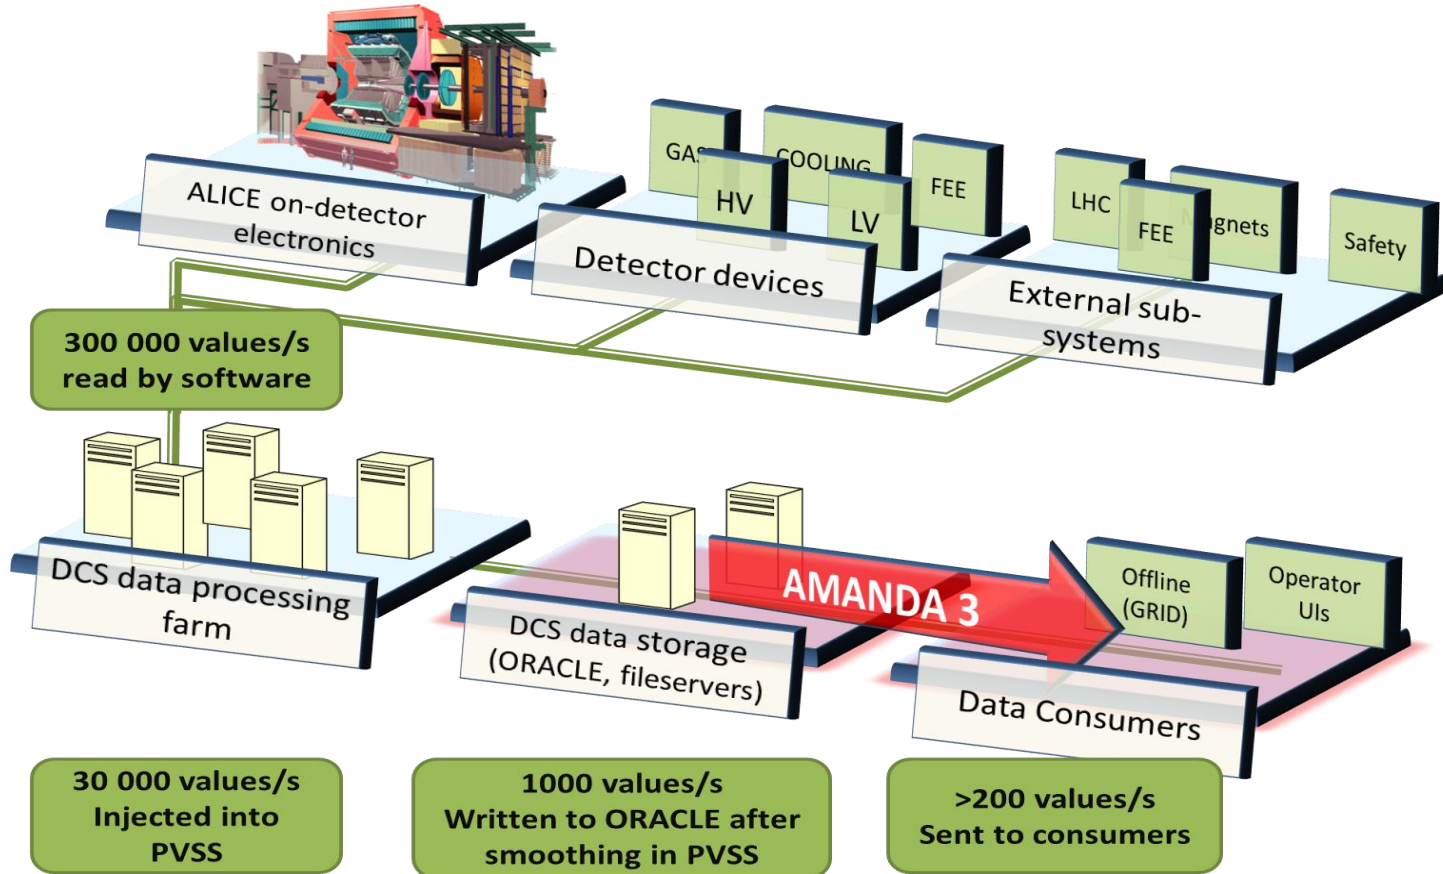 GAS
COOLING
FEE
HV
LV
LHC
Magnets
FEE
Safety
ALICE on-detector
electronics
Detector devices
External sub-
systems
300 000 values/s
read by software
DCS data processing
farm
DCS data storage
(ORACLE, fileservers)
AMANDA 3
Offline
(GRID)
Operator
UIs
Data Consumers
30 000 values/s
Injected into
PVSS
1000 values/s
Written to ORACLE after
smoothing in PVSS
>200 values/s
Sent to consumers